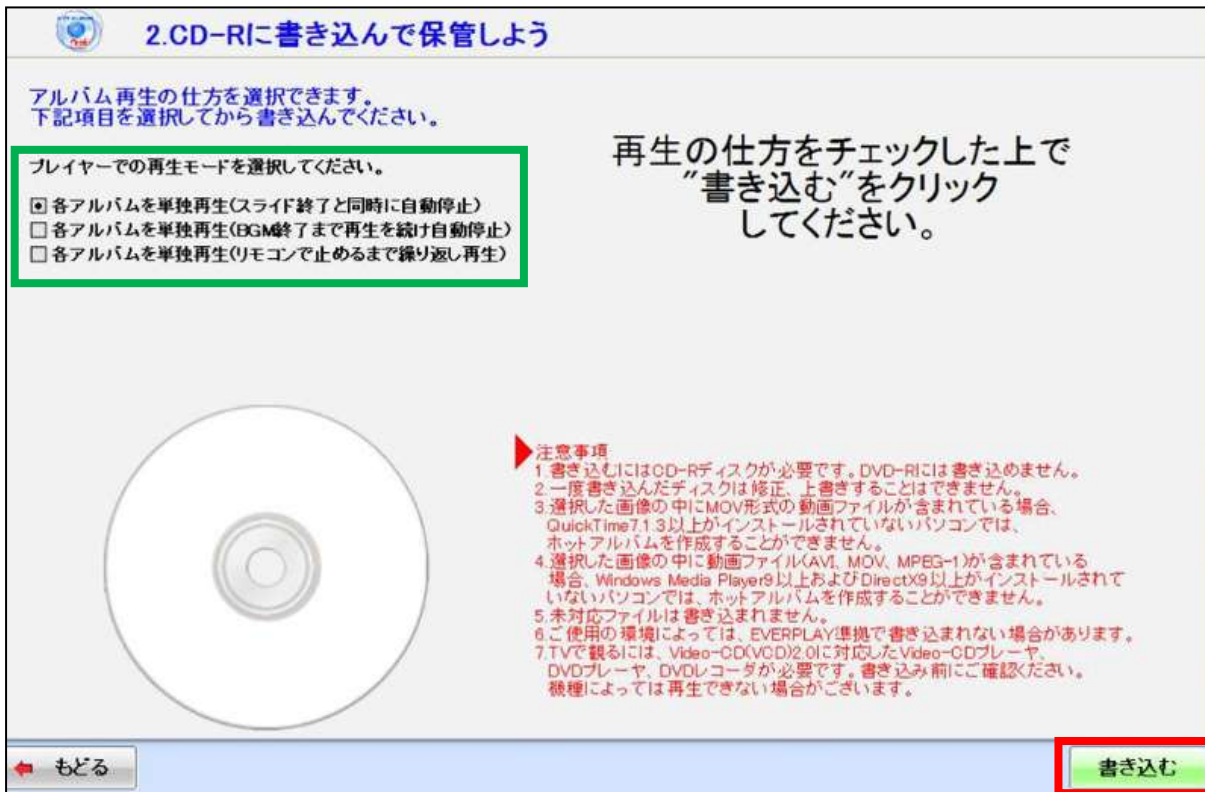 2.CD-Rに書き込んで保管しよう
アルバム再生の仕方を選択できます。
下記項目を選択してから書き込んでください。
プレイヤーでの再生モードを選択してください。
各アルバムを単独再生(スライド終了と同時に自動停止)
各アルバムを単独再生(BGM終了まで再生を続け自動停止)
各アルバムを単独再生(リモコンで止めるまで繰り返し再生)
再生の仕方をチェックした上で
"書き込む"をクリック
してください。
注意事項
1.書き込むにはCD-Rディスクが必要です。DVD-Rには書き込めません。
2.一度書き込んだディスクは修正、上書きすることはできません。
3.選択した画像の中にMOV形式の動画ファイルが含まれている場合、
QuickTime7.1.3以上がインストールされていないパソコンでは、
ホットアルバムを作成することができません。
4.選択した画像の中に動画ファイル(AVI、MOV、MPEG-1)が含まれている
場合、Windows Media Player9以上およびDirectX9以上がインストールされて
いないパソコンでは、ホットアルバムを作成することができません。
5.未対応ファイルは書き込まれません。
6.ご使用の環境によっては、EVERPLAY準拠で書き込まれない場合があります。
7.TVで観るには、Video-CD(VCD)2.0に対応したVideo-CDプレーヤ、
DVDプレーヤ、DVDレコーダが必要です。書き込み前にご確認ください。
機種によっては再生できない場合がございます。
もどる
書き込む